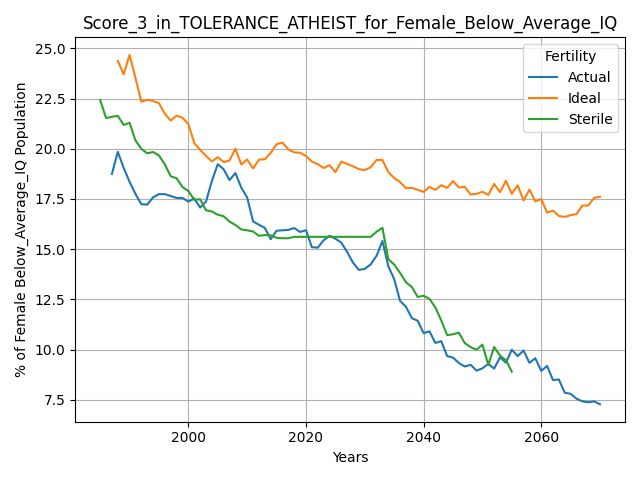 Score_3_in_TOLERANCE_ATHEIST_for_Female_Below_Average_IQ
Fertility
Actual
Ideal
Sterile
% of Female Below_Average_IQ Population
25.0
22.5
20.0
17.5
15.0
12.5
10.0
7.5
2000 2020 2040 2060
Years